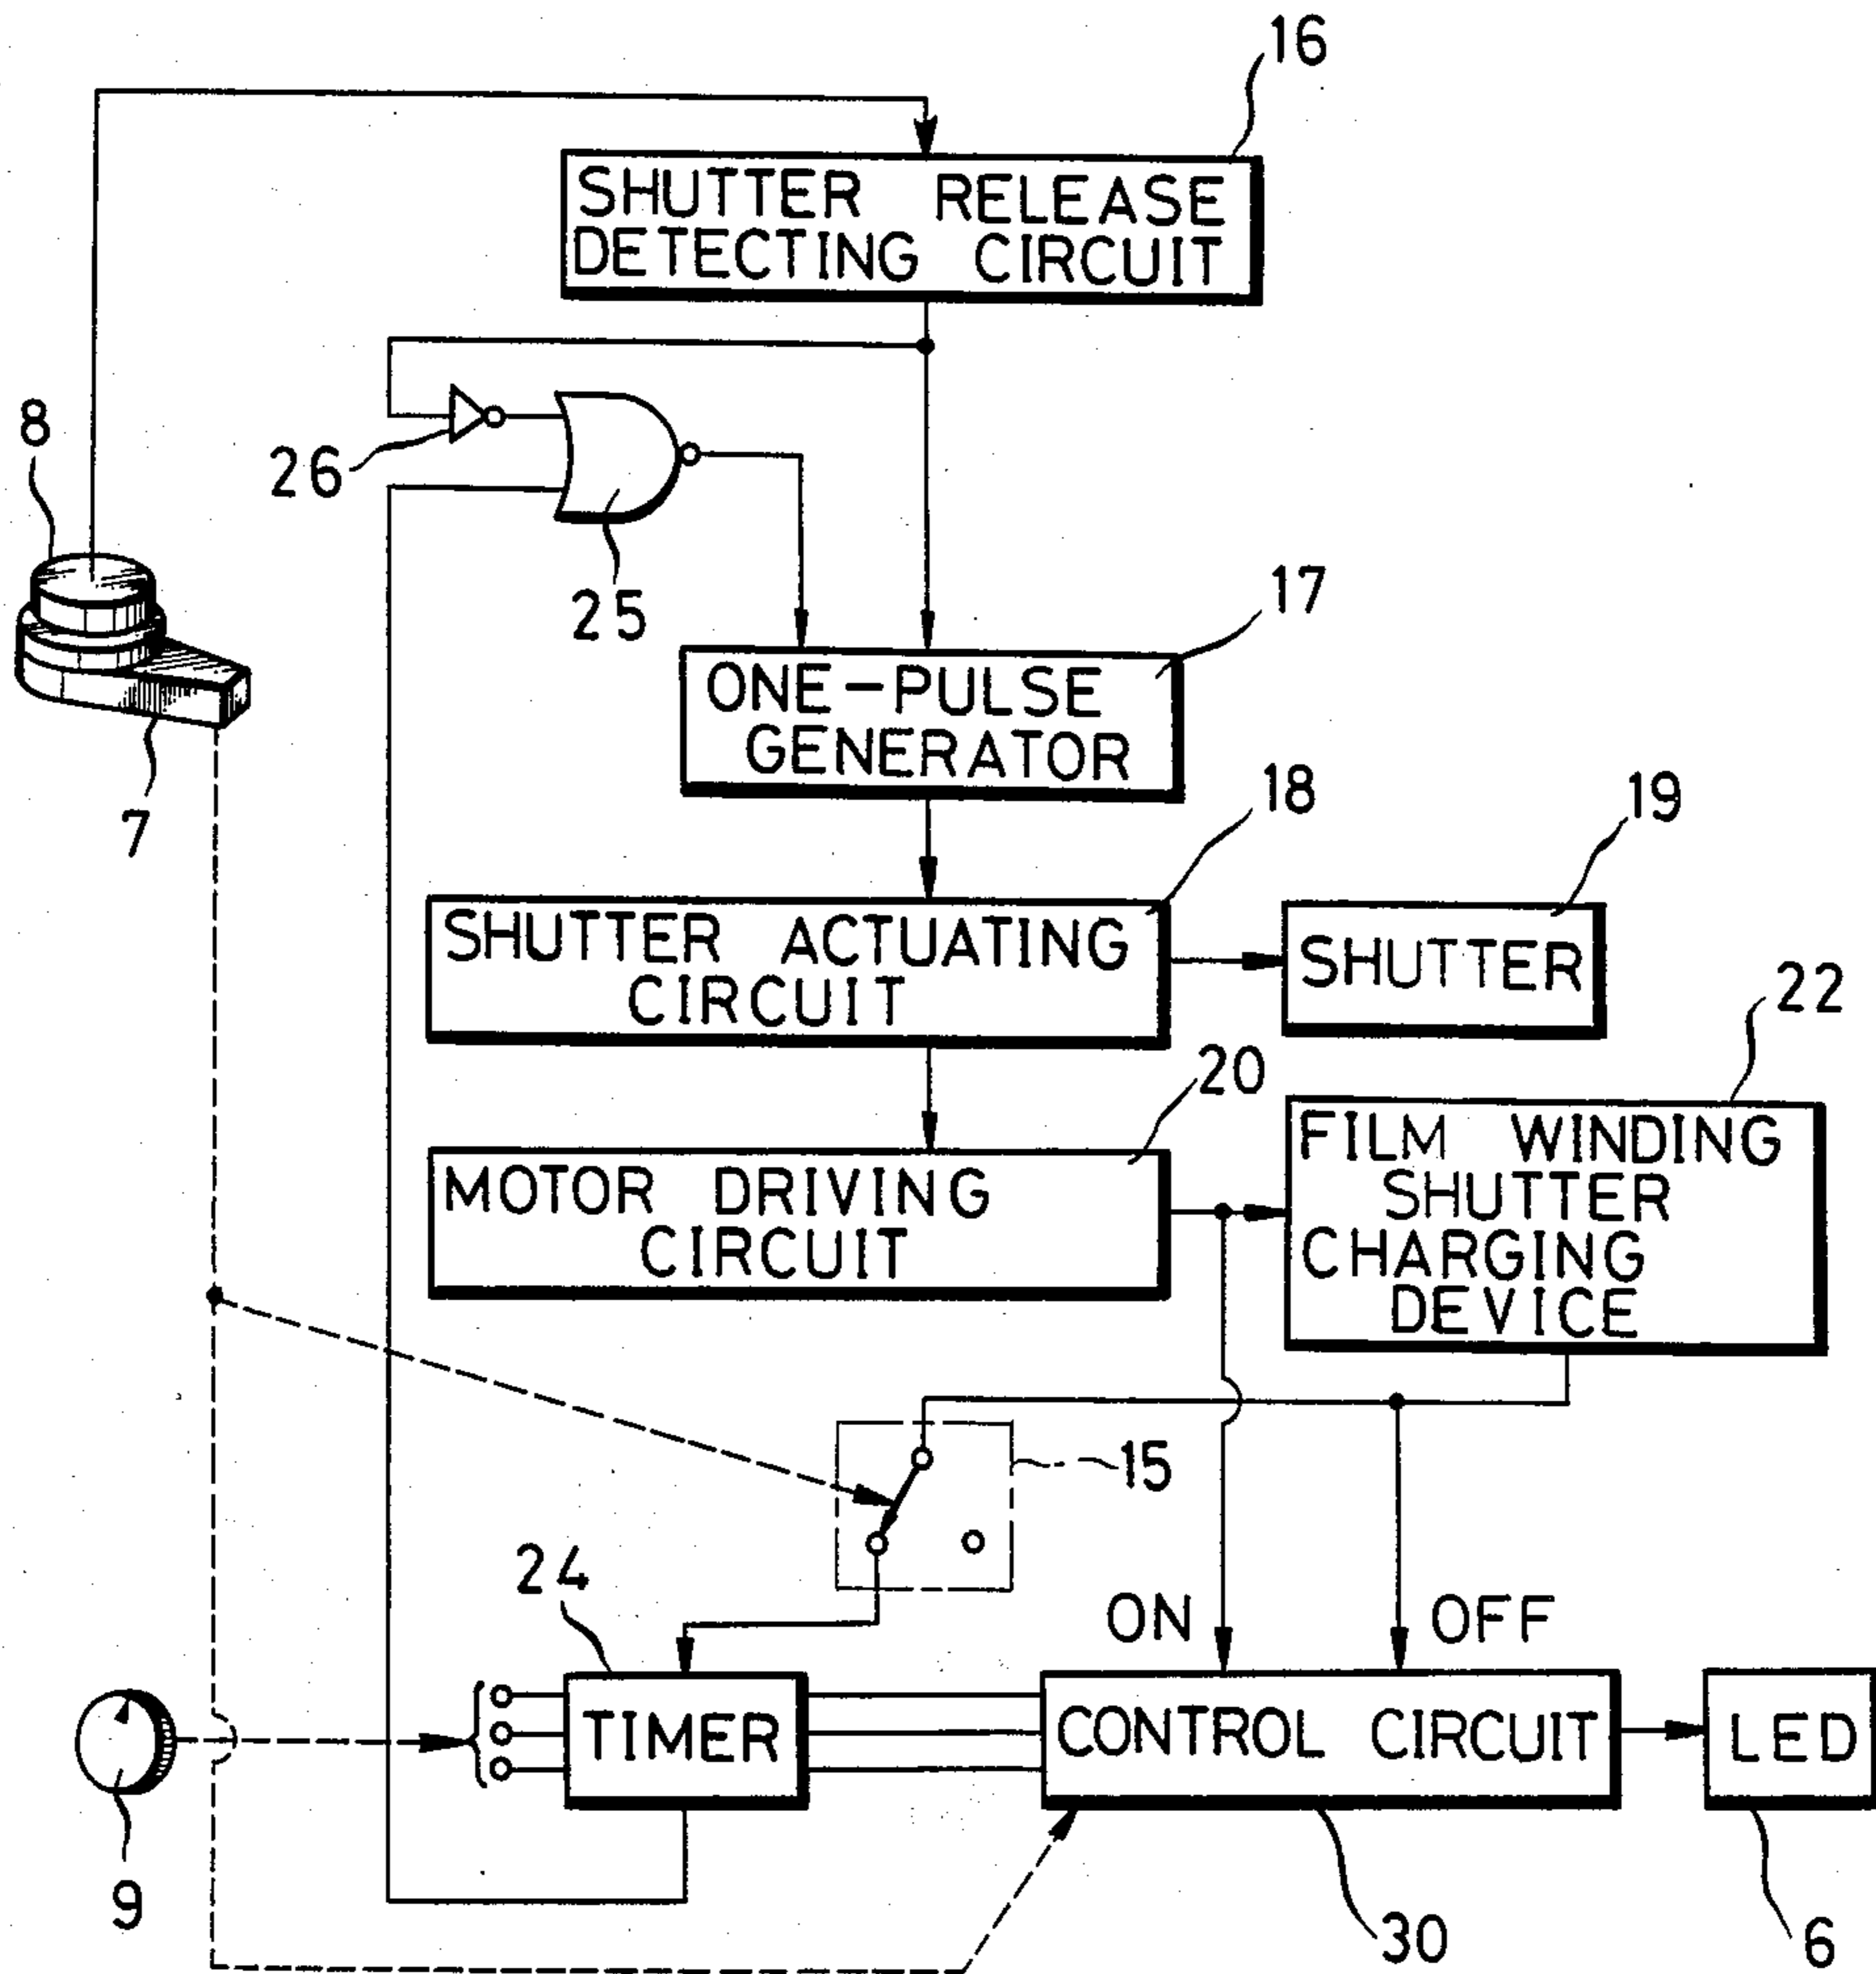 16
SHUTTER RELEASE
DETECTING CIRCUIT
8
26
25
17
ONE-PULSE
GENERATOR
7
18
19
SHUTTER ACTUATING
CIRCUIT
SHUTTER
22
20
MOTOR DRIVING
CIRCUIT
FILM WINDING
SHUTTER
CHARGING
DEVICE
15
24
ON
OFF
TIMER
CONTROL CIRCUIT
LED
9
30
6